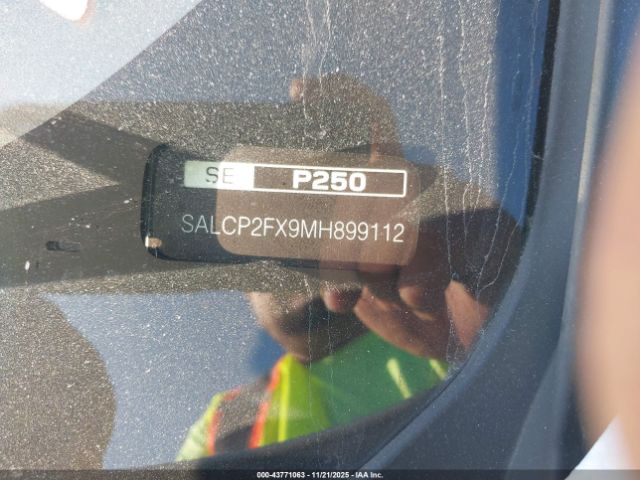 SE P250
SALCP2FX9MH899112
000-43771063 - 11/21/2025 - IAA Inc.